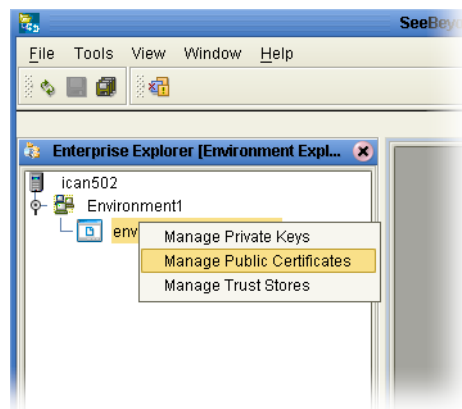 SeeBeyo
File Tools View Window Help
Enterprise Explorer [Environment Expl...
ican502
Environment1
env
Manage Private Keys
Manage Public Certificates
Manage Trust Stores